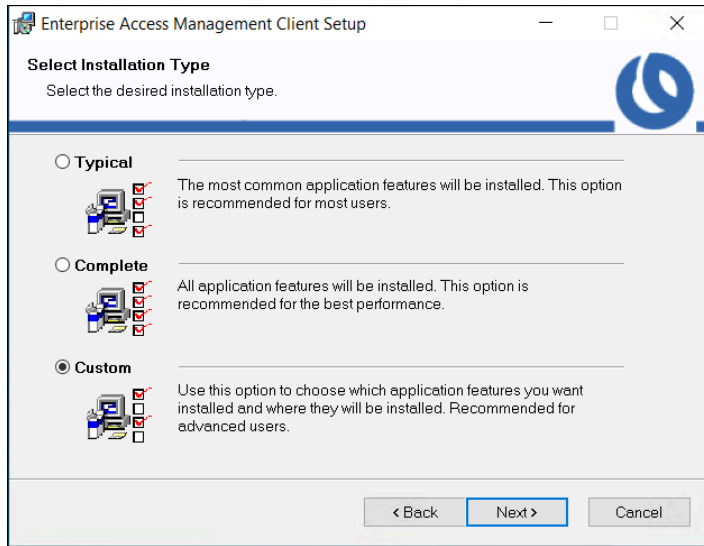 Enterprise Access Management Client Setup
Select Installation Type
Select the desired installation type.
Typical
The most common application features will be installed. This option
is recommended for most users.
Complete
All application features will be installed. This option is
recommended for the best performance.
Custom
Use this option to choose which application features you want
installed and where they will be installed. Recommended for
advanced users.
< Back
Next >
Cancel